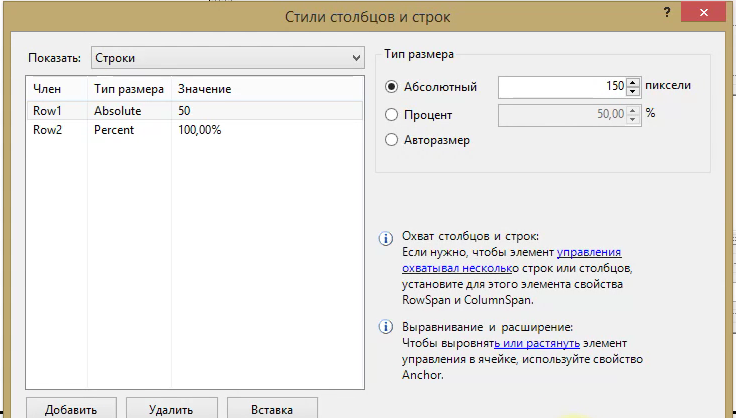 Стили столбцов и строк
?
Показать: Строки
Член Тип размера Значение
Row1 Absolute 50
Row2 Percent 100,00%
Тип размера
Абсолютный 150 пиксели
Процент 50,00 %
Авторазмер
Охват столбцов и строк:
Если нужно, чтобы элемент управления
охватывал несколько строк или столбцов,
установите для этого элемента свойства
RowSpan и ColumnSpan.
Выравнивание и расширение:
Чтобы выровнять или растянуть элемент
управления в ячейке, используйте свойство
Anchor.
Добавить Удалить Вставка